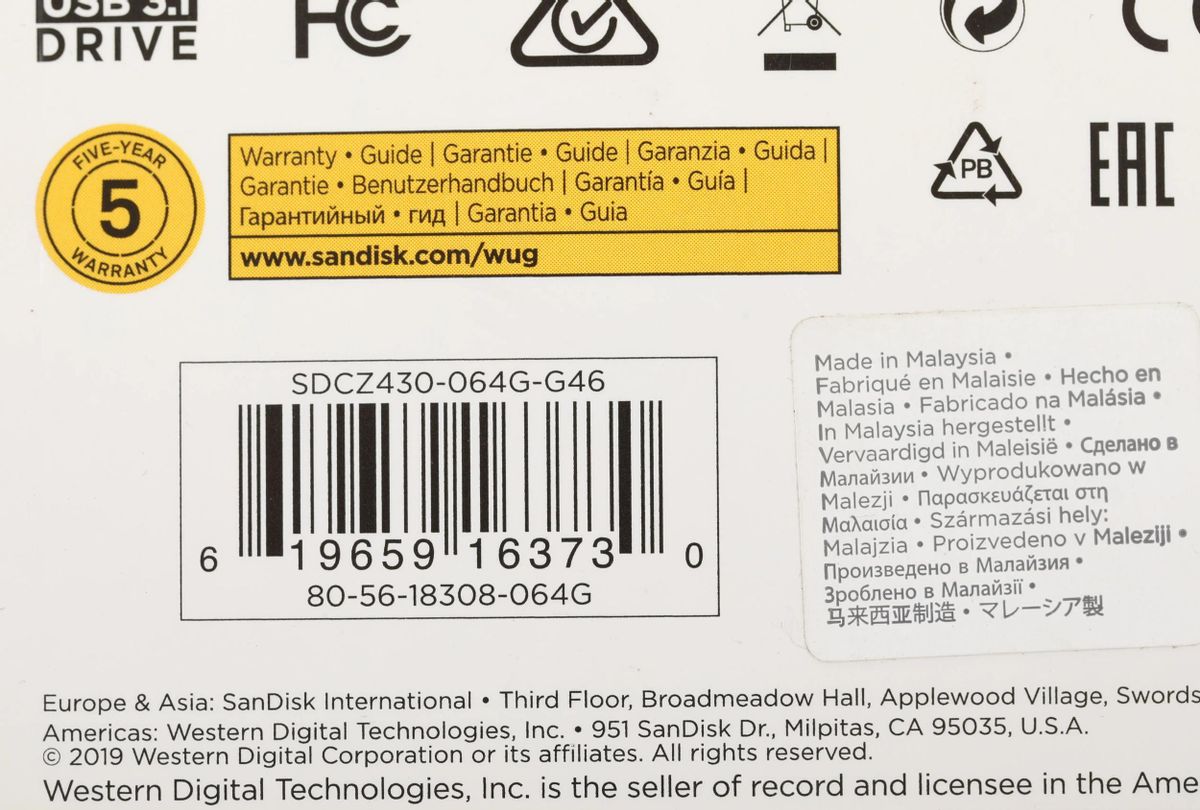 USB 3.1
DRIVE
FC
CE
FIVE-YEAR
5
WARRANTY
Warranty • Guide | Garantie • Guide | Garanzia • Guida |
Garantie • Benutzerhandbuch | Garantía • Guía |
Гарантийный • гид | Garantia • Guia
www.sandisk.com/wug
PB
EAC
SDCZ430-064G-G46
6 19659 16373 0
80-56-18308-064G
Made in Malaysia •
Fabriqué en Malaisie • Hecho en
Malasia • Fabricado na Malásia •
In Malaysia hergestellt •
Vervaardigd in Maleisië • Сделано в
Малайзии • Wyprodukowano w
Malezji • Παρασκευάζεται στη
Μαλαισία • Származási hely:
Malajzia • Proizvedeno v Maleziji •
Произведено в Малайзия •
Зроблено в Малайзії •
马来西亚制造 • マレーシア製
Europe & Asia: SanDisk International • Third Floor, Broadmeadow Hall, Applewood Village, Swords
Americas: Western Digital Technologies, Inc. • 951 SanDisk Dr., Milpitas, CA 95035, U.S.A.
© 2019 Western Digital Corporation or its affiliates. All rights reserved.
Western Digital Technologies, Inc. is the seller of record and licensee in the Ame